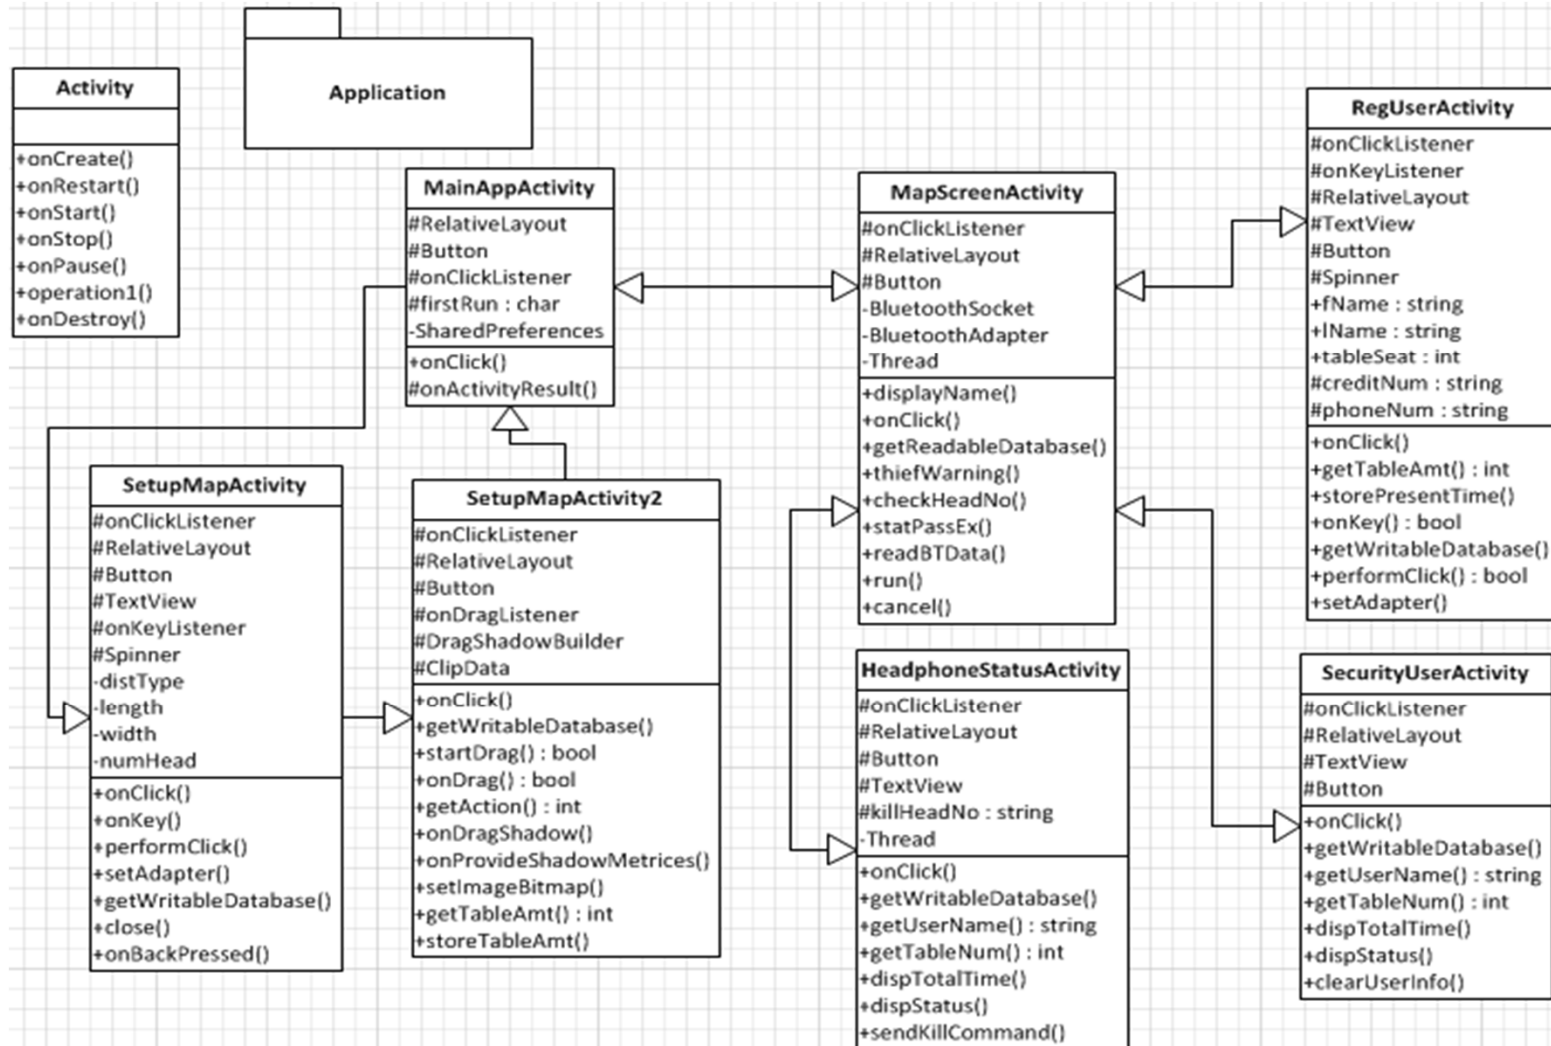 Activity
+onCreate()
+onRestart()
+onStart()
+onStop()
+onPause()
+operation1()
+onDestroy()
Application
MainAppActivity
#RelativeLayout
#Button
#onClickListener
#firstRun : char
-SharedPreferences
+onClick()
#onActivityResult()
MapScreenActivity
#onClickListener
#RelativeLayout
#Button
-BluetoothSocket
-BluetoothAdapter
-Thread
+displayName()
+onClick()
+getReadableDatabase()
+thiefWarning()
+checkHeadNo()
+statPassEx()
+readBTData()
+run()
+cancel()
RegUserActivity
#onClickListener
#onKeyListener
#RelativeLayout
#TextView
#Button
#Spinner
+fName : string
+lName : string
+tableSeat : int
#creditNum : string
#phoneNum : string
+onClick()
+getTableAmt() : int
+storePresentTime()
+onKey() : bool
+getWritableDatabase()
+performClick() : bool
+setAdapter()
SetupMapActivity
#onClickListener
#RelativeLayout
#Button
#TextView
#onKeyListener
#Spinner
-distType
-length
-width
-numHead
+onClick()
+onKey()
+performClick()
+setAdapter()
+getWritableDatabase()
+close()
+onBackPressed()
SetupMapActivity2
#onClickListener
#RelativeLayout
#Button
#onDragListener
#DragShadowBuilder
#ClipData
+onClick()
+getWritableDatabase()
+startDrag() : bool
+onDrag() : bool
+getAction() : int
+onDragShadow()
+onProvideShadowMetrices()
+setImageBitmap()
+getTableAmt() : int
+storeTableAmt()
HeadphoneStatusActivity
#onClickListener
#RelativeLayout
#Button
#TextView
#killHeadNo : string
-Thread
+onClick()
+getWritableDatabase()
+getUserName() : string
+getTableNum() : int
+dispTotalTime()
+dispStatus()
+sendKillCommand()
SecurityUserActivity
#onClickListener
#RelativeLayout
#TextView
#Button
+onClick()
+getWritableDatabase()
+getUserName() : string
+getTableNum() : int
+dispTotalTime()
+dispStatus()
+clearUserInfo()